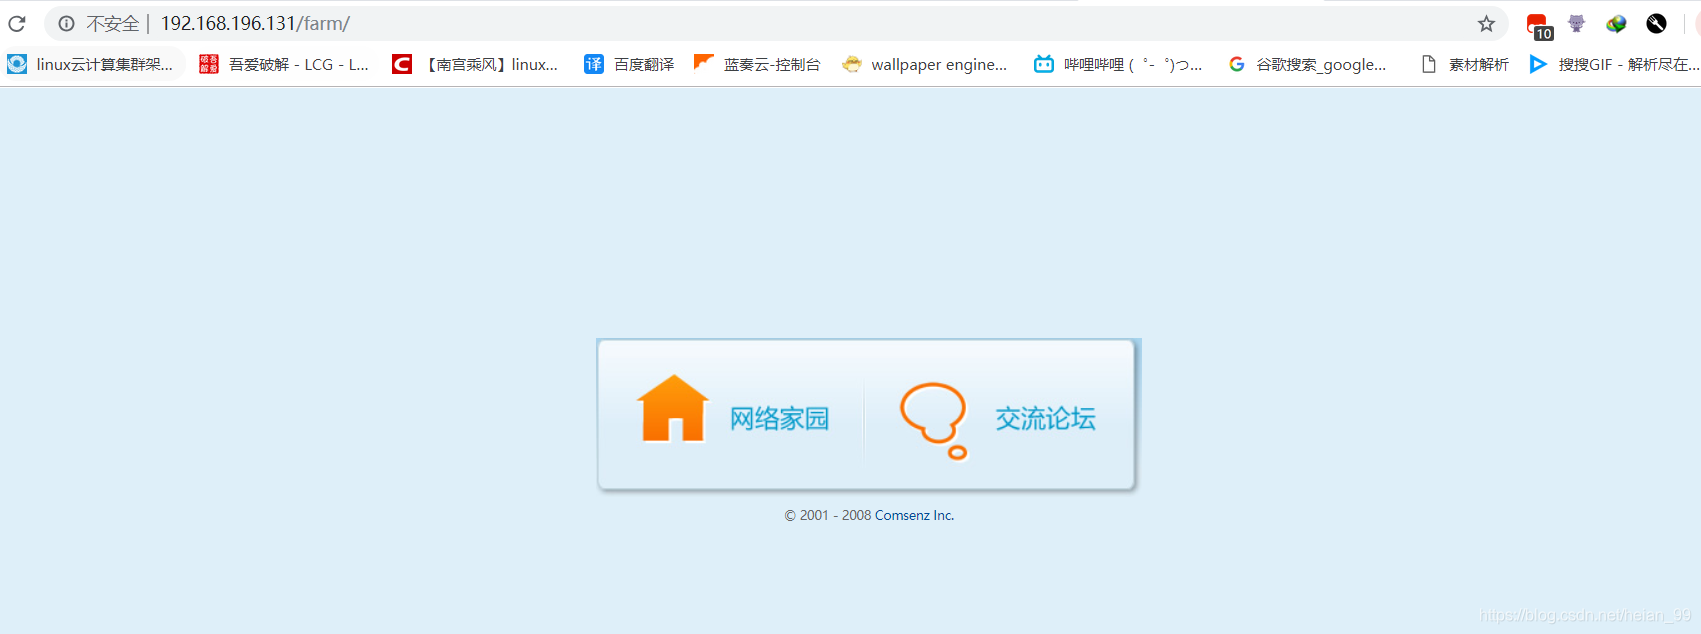 不安全 | 192.168.196.131/farm/
10
linux云计算集群架... 吾爱破解 - LCG - L... 【南宫乘风】linux... 百度翻译 蓝奏云-控制台 wallpaper engine... 哔哩哔哩 ( ゜- ゜)つ... 谷歌搜索_google... 素材解析 搜搜GIF - 解析尽在...
网络家园 交流论坛
© 2001 - 2008 Comsenz Inc.
https://blog.csdn.net/heian_99